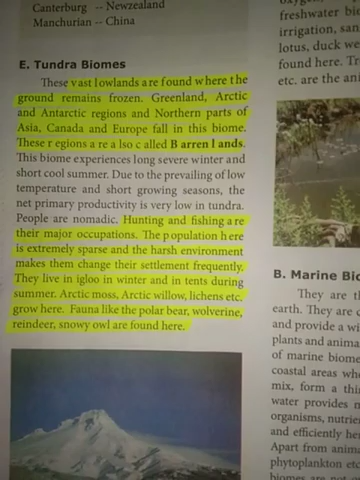 Canterburg -- Newzealand
Manchurian -- China
E. Tundra Biomes
These vast lowlands are found where the
ground remains frozen. Greenland, Arctic
and Antarctic regions and Northern parts of
Asia, Canada and Europe fall in this biome.
These regions are also called Barren lands.
This biome experiences long severe winter and
short cool summer. Due to the prevailing of low
temperature and short growing seasons, the
net primary productivity is very low in tundra.
People are nomadic. Hunting and fishing are
their major occupations. The population here
is extremely sparse and the harsh environment
makes them change their settlement frequently.
They live in igloo in winter and in tents during
summer. Arctic moss, Arctic willow, lichens etc.
grow here. Fauna like the polar bear, wolverine,
reindeer, snowy owl are found here.
freshwater
irrigation, san
lotus, duck we
found here. Tr
etc. are the ani
B. Marine Bio
They are t
earth. They are
and provide a wi
plants and anima
of marine biome
coastal areas wh
mix, form a thi
water provides
organisms, nutrie
and efficiently he
Apart from anima
phytoplankton etc
biomes are not